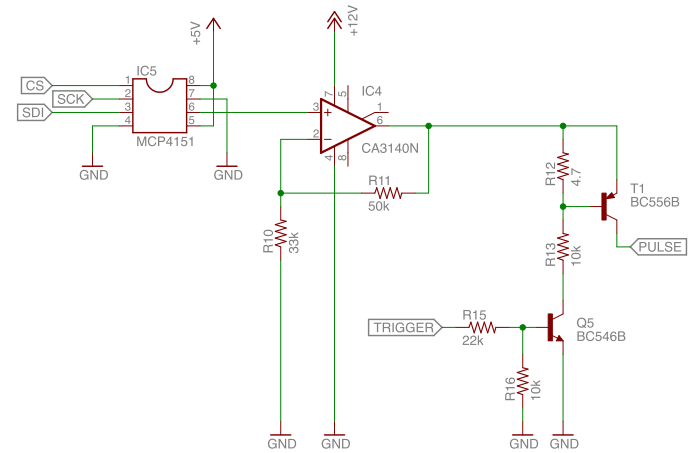 +5V
+12V
IC5
CS
SCK
SDI
1
2
3
4
8
7
6
5
MCP4151
GND
GND
IC4
7
5
3
+
2
−
1
6
4
8
CA3140N
R11
50k
R10
33k
R12
4.7
T1
BC556B
PULSE
R13
10k
TRIGGER
R15
22k
Q5
BC546B
R16
10k
GND
GND
GND
GND